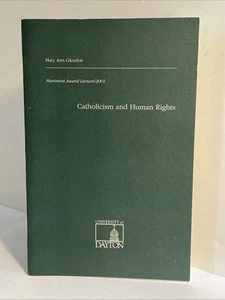 Mary Ann Glendon
Marianist Award Lecture/2001
Catholicism and Human Rights
UNIVERSITY of
DAYTON